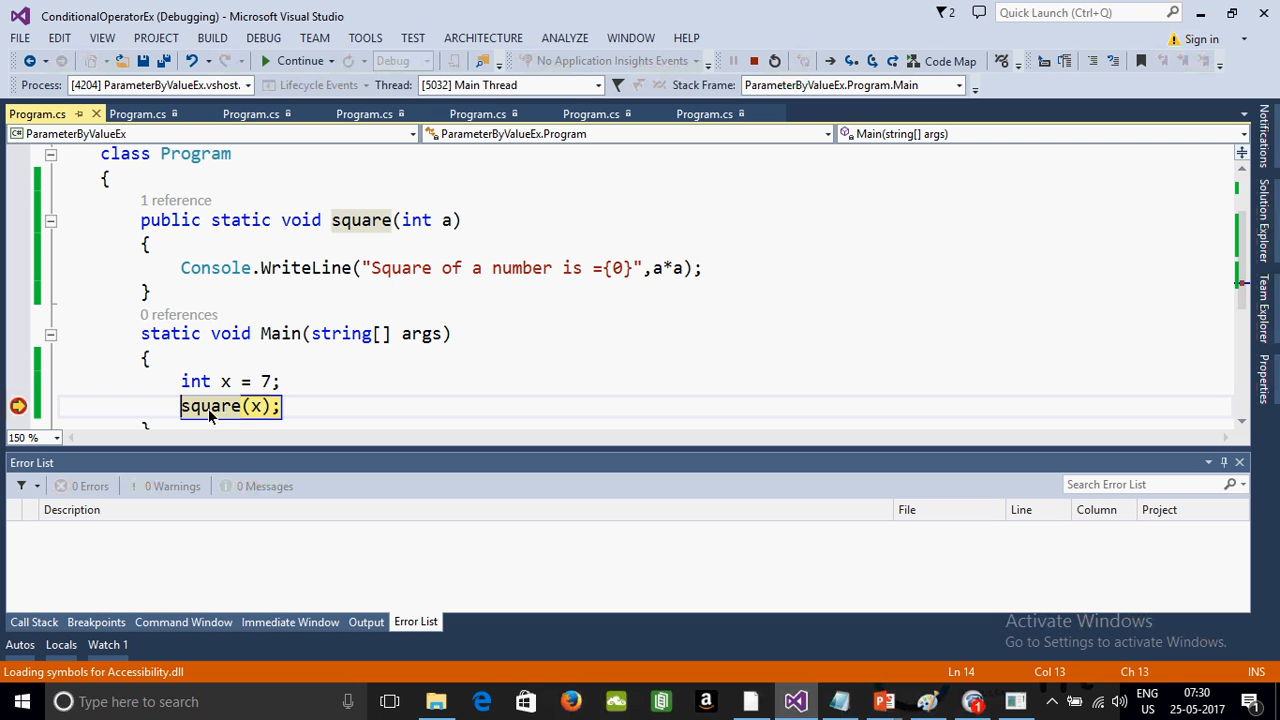 ConditionalOperatorEx (Debugging) - Microsoft Visual Studio
2
Quick Launch (Ctrl+Q)
FILE EDIT VIEW PROJECT BUILD DEBUG TEAM TOOLS TEST ARCHITECTURE ANALYZE WINDOW HELP
Sign in
Continue Debug No Application Insights Events Code Map
Process: [4204] ParameterByValueEx.vshost. Lifecycle Events Thread: [5032] Main Thread Stack Frame: ParameterByValueEx.Program.Main
Program.cs Program.cs Program.cs Program.cs Program.cs Program.cs Program.cs
ParameterByValueEx ParameterByValueEx.Program Main(string[] args)
class Program
{
1 reference
public static void square(int a)
{
Console.WriteLine("Square of a number is ={0}",a*a);
}
0 references
static void Main(string[] args)
{
int x = 7;
square(x);
}
150 %
Notifications
Solution Explorer
Team Explorer
Properties
Error List
0 Errors 0 Warnings 0 Messages Search Error List
Description File Line Column Project
Call Stack Breakpoints Command Window Immediate Window Output Error List
Autos Locals Watch 1
Activate Windows
Go to Settings to activate Windows.
Loading symbols for Accessibility.dll Ln 14 Col 13 Ch 13 INS
Type here to search
ENG 07:30
US 25-05-2017
1